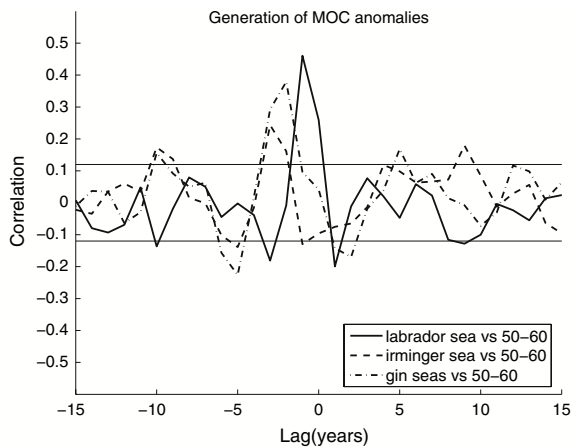 Generation of MOC anomalies
0.5
0.4
0.3
0.2
0.1
0
−0.1
−0.2
−0.3
−0.4
−0.5
Correlation
labrador sea vs 50−60
irminger sea vs 50−60
gin seas vs 50−60
−15 −10 −5 0 5 10 15
Lag(years)